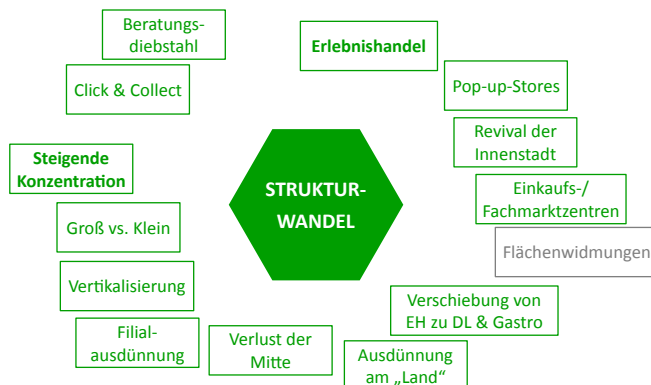 Beratungs-
diebstahl
Erlebnishandel
Click & Collect
Pop-up-Stores
Revival der
Innenstadt
Steigende
Konzentration
STRUKTUR-
WANDEL
Einkaufs-/
Fachmarktzentren
Groß vs. Klein
Flächenwidmungen
Vertikalisierung
Verschiebung von
EH zu DL & Gastro
Filial-
ausdünnung
Verlust der
Mitte
Ausdünnung
am „Land“